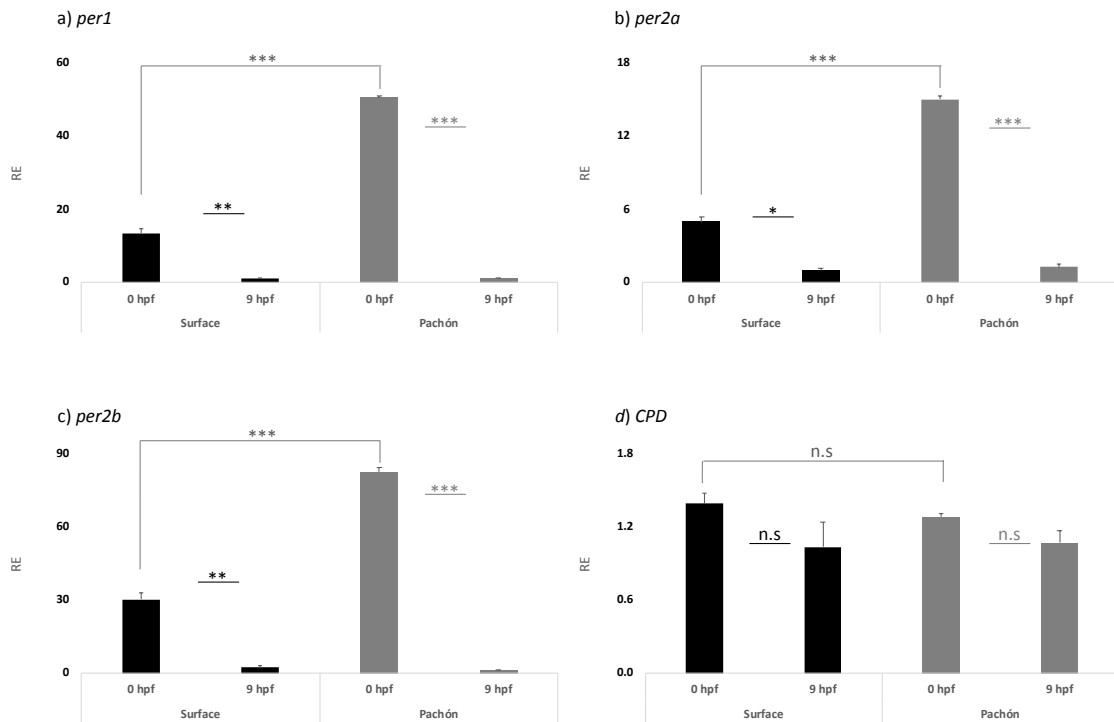 a) per1
60
***
40
***
RE
20
**
0
0 hpf 9 hpf 0 hpf 9 hpf
Surface Pachón
b) per2a
18
***
12
***
RE
6
*
0
0 hpf 9 hpf 0 hpf 9 hpf
Surface Pachón
c) per2b
90
***
60
***
RE
30
**
0
0 hpf 9 hpf 0 hpf 9 hpf
Surface Pachón
d) CPD
1.8
n.s
1.2
n.s n.s
RE
0.6
0.0
0 hpf 9 hpf 0 hpf 9 hpf
Surface Pachón